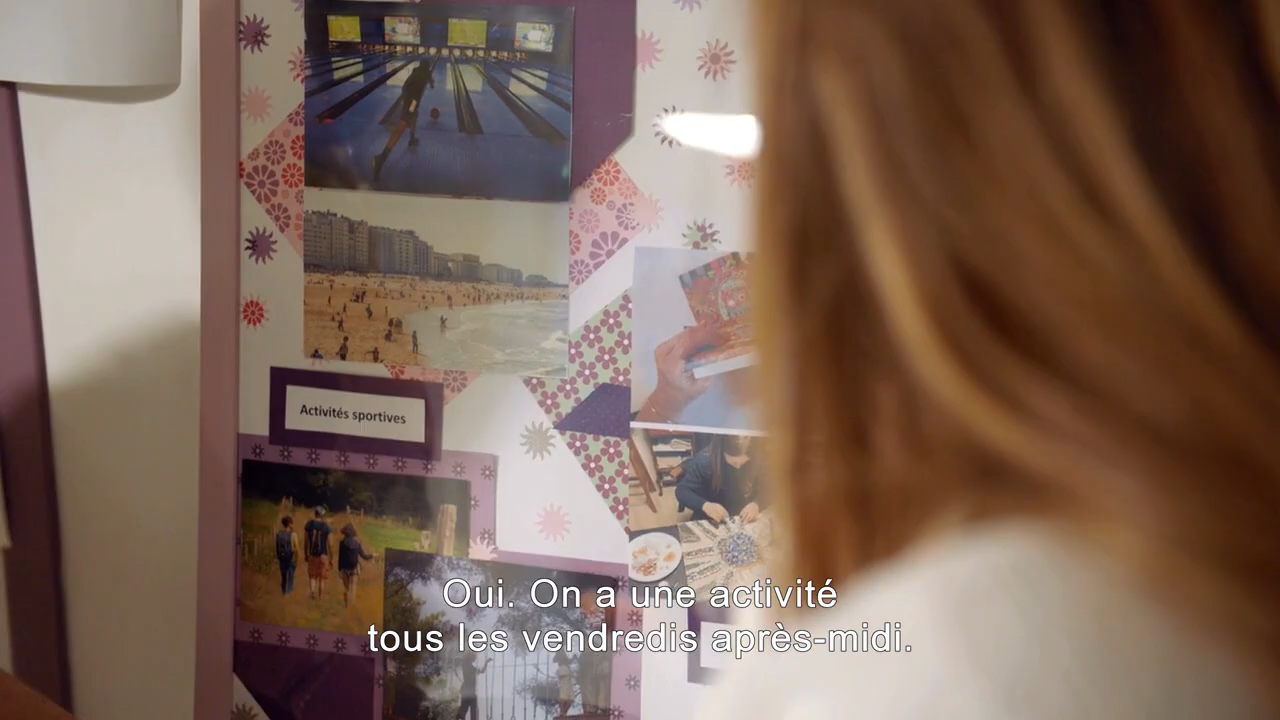 Activités sportives
Oui. On a une activité
tous les vendredis après-midi.